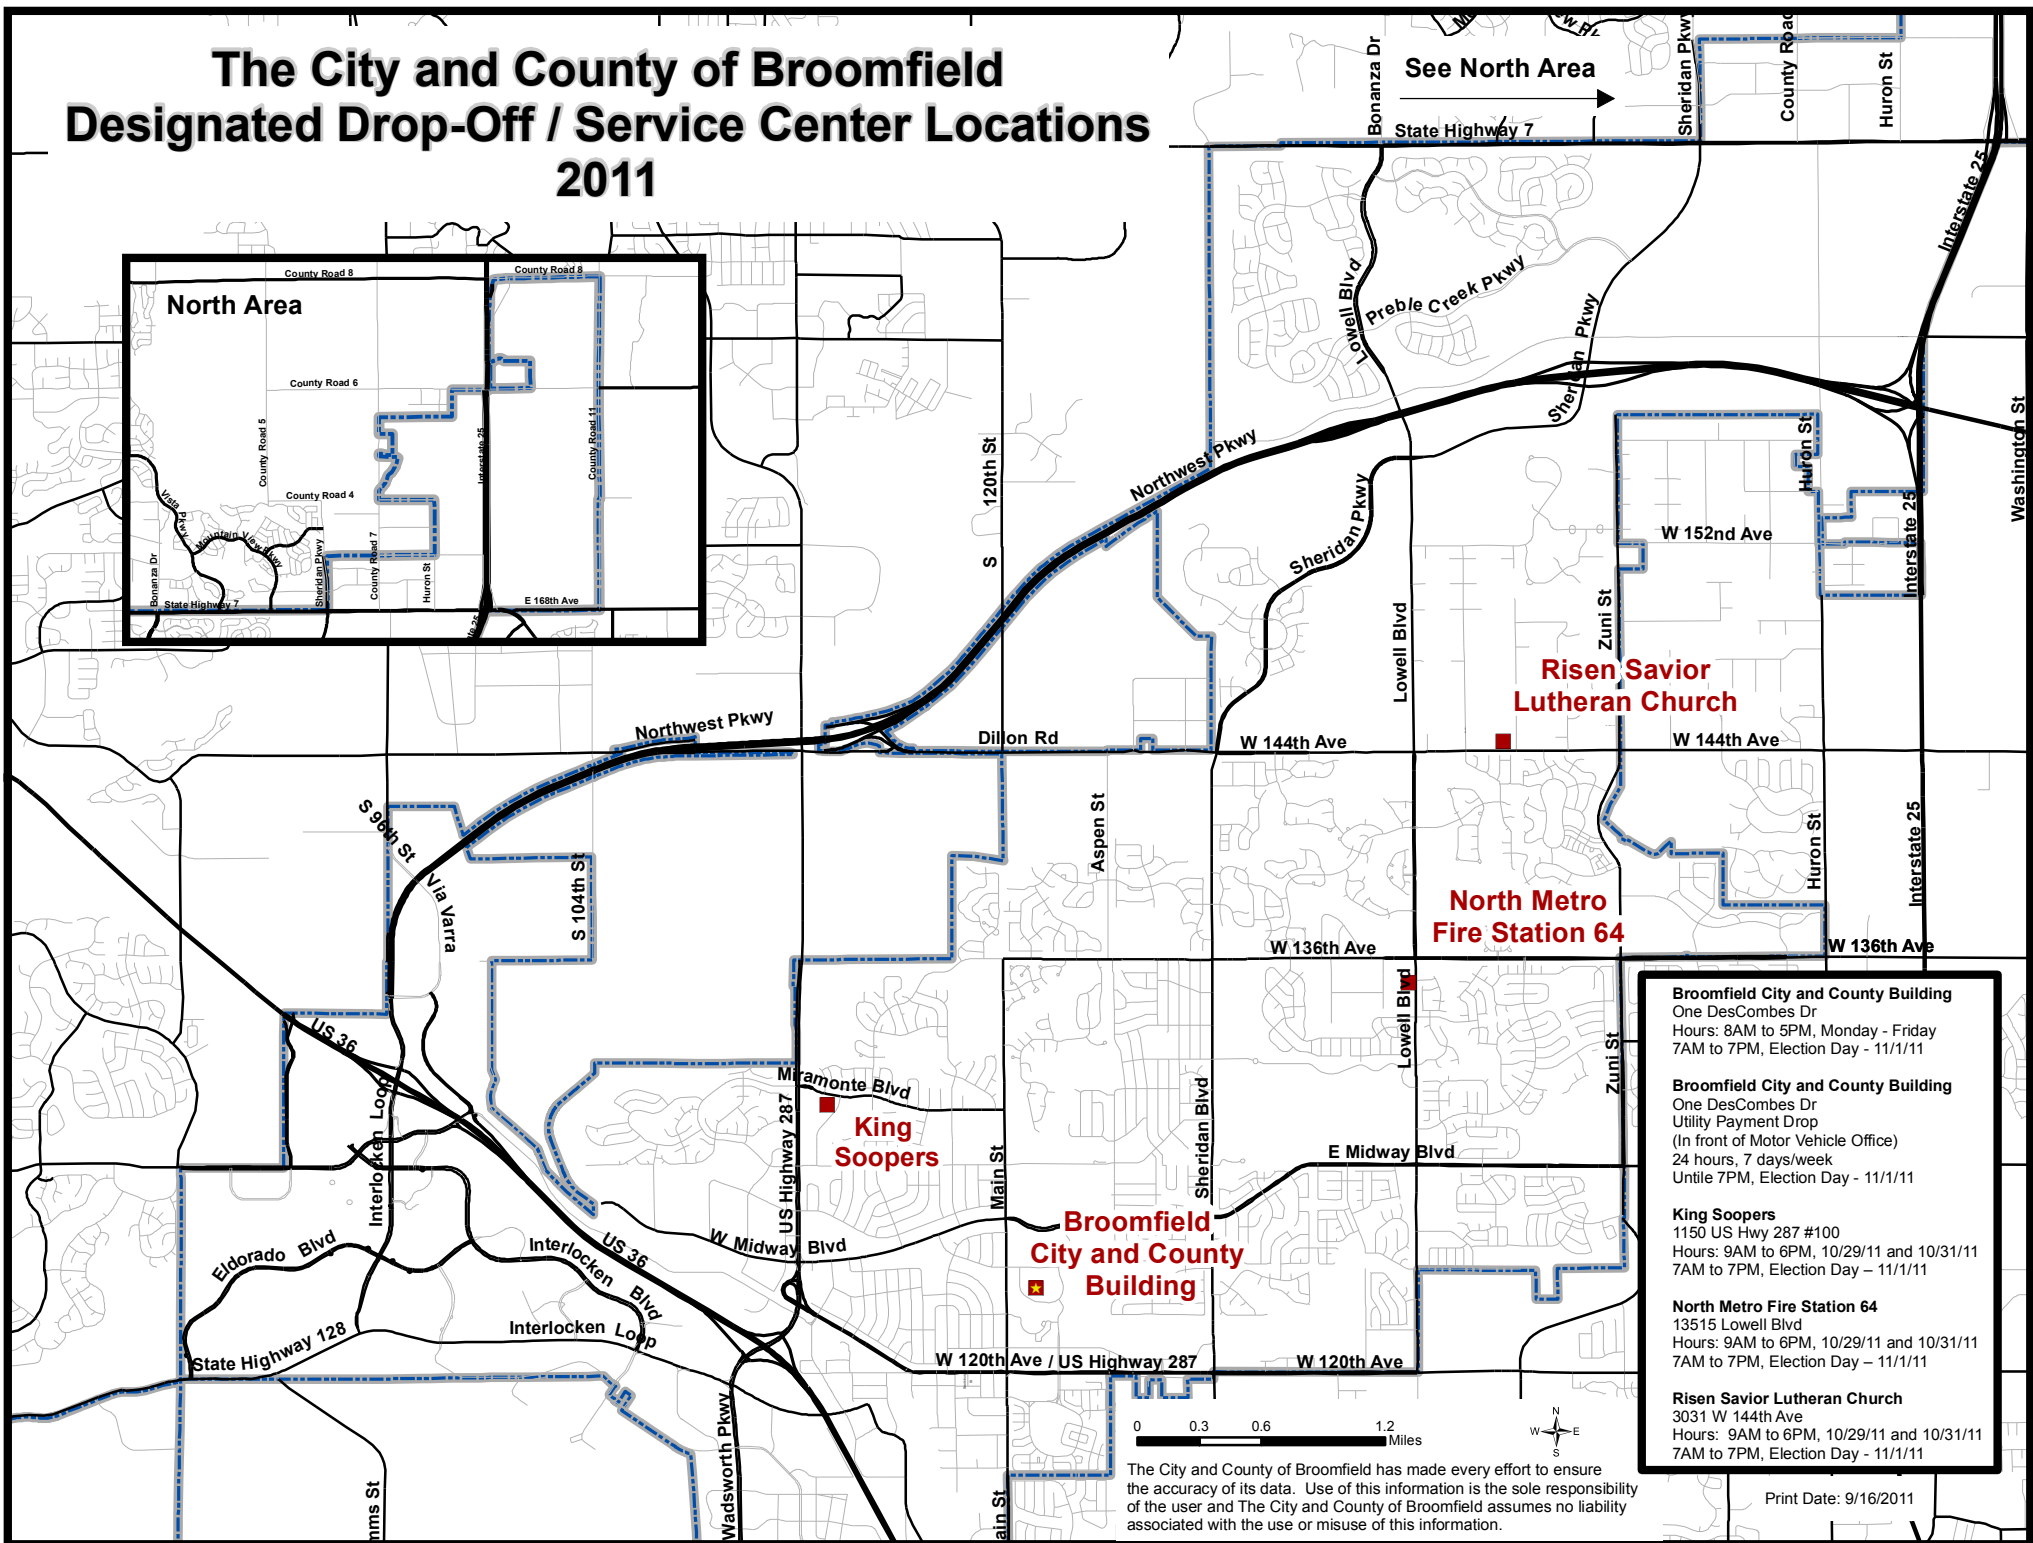 The City and County of Broomfield
Designated Drop-Off / Service Center Locations
2011
See North Area
Bonanza Dr
Sheridan Pkwy
County Road
Huron St
State Highway 7
Interstate 25
Lowell Blvd
Preble Creek Pkwy
Sheridan Pkwy
North Area
County Road 8
County Road 8
County Road 6
County Road 5
County Road 4
Interstate 25
County Road 11
Vista Pkwy
Mountain View Pkwy
Bonanza Dr
Sheridan Pkwy
County Road 7
Huron St
State Highway 7
E 168th Ave
S 120th St
Northwest Pkwy
Sheridan Pkwy
Huron St
Washington St
W 152nd Ave
Interstate 25
Zuni St
Lowell Blvd
Risen Savior
Lutheran Church
Northwest Pkwy
Dillon Rd
W 144th Ave
W 144th Ave
S 96th St
Via Varra
S 104th St
Aspen St
Huron St
Interstate 25
North Metro
Fire Station 64
W 136th Ave
W 136th Ave
Lowell Blvd
US 36
Interlocken Loop
Miramonte Blvd
US Highway 287
King
Soopers
Main St
Sheridan Blvd
E Midway Blvd
Zuni St
Broomfield
City and County
Building
W Midway Blvd
Eldorado Blvd
Interlocken Blvd
US 36
Interlocken Loop
State Highway 128
W 120th Ave / US Highway 287
W 120th Ave
Wadsworth Pkwy
mms St
ain St
Broomfield City and County Building
One DesCombes Dr
Hours: 8AM to 5PM, Monday - Friday
7AM to 7PM, Election Day - 11/1/11
Broomfield City and County Building
One DesCombes Dr
Utility Payment Drop
(In front of Motor Vehicle Office)
24 hours, 7 days/week
Untile 7PM, Election Day - 11/1/11
King Soopers
1150 US Hwy 287 #100
Hours: 9AM to 6PM, 10/29/11 and 10/31/11
7AM to 7PM, Election Day – 11/1/11
North Metro Fire Station 64
13515 Lowell Blvd
Hours: 9AM to 6PM, 10/29/11 and 10/31/11
7AM to 7PM, Election Day – 11/1/11
Risen Savior Lutheran Church
3031 W 144th Ave
Hours: 9AM to 6PM, 10/29/11 and 10/31/11
7AM to 7PM, Election Day - 11/1/11
0 0.3 0.6 1.2
Miles
N
W E
S
The City and County of Broomfield has made every effort to ensure
the accuracy of its data. Use of this information is the sole responsibility
of the user and The City and County of Broomfield assumes no liability
associated with the use or misuse of this information.
Print Date: 9/16/2011